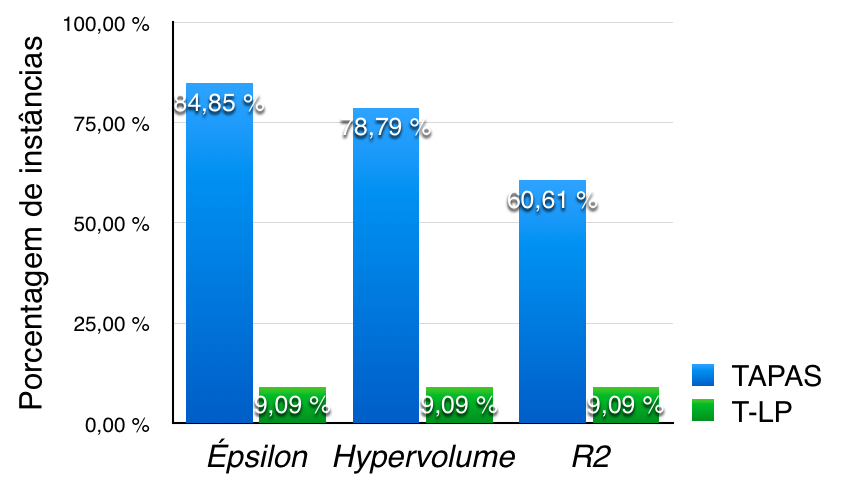 100,00 %
75,00 %
50,00 %
25,00 %
0,00 %
Porcentagem de instâncias
84,85 %
9,09 %
78,79 %
9,09 %
60,61 %
9,09 %
Épsilon
Hypervolume
R2
TAPAS
T-LP